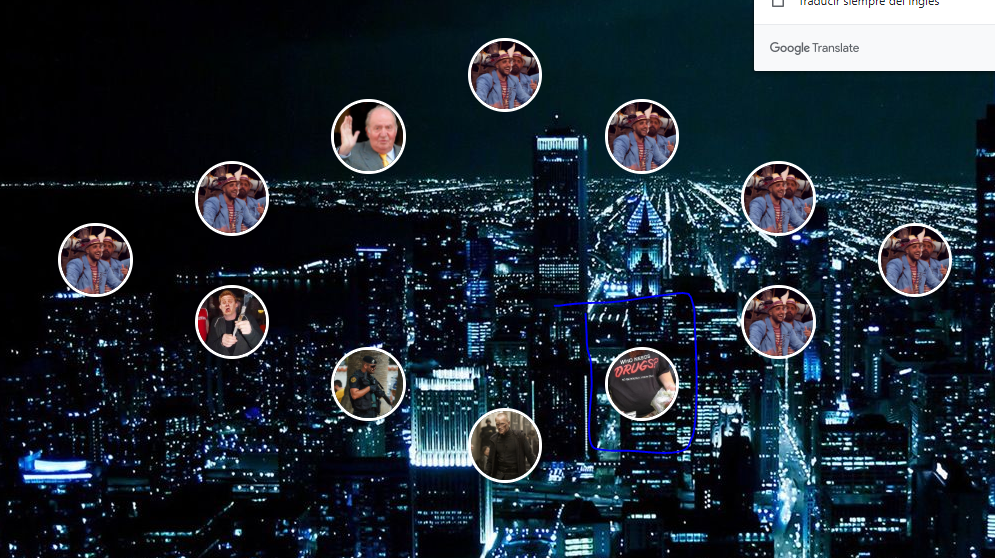 Traducir siempre del inglés
Google Translate
WHO NEEDS
DRUGS?